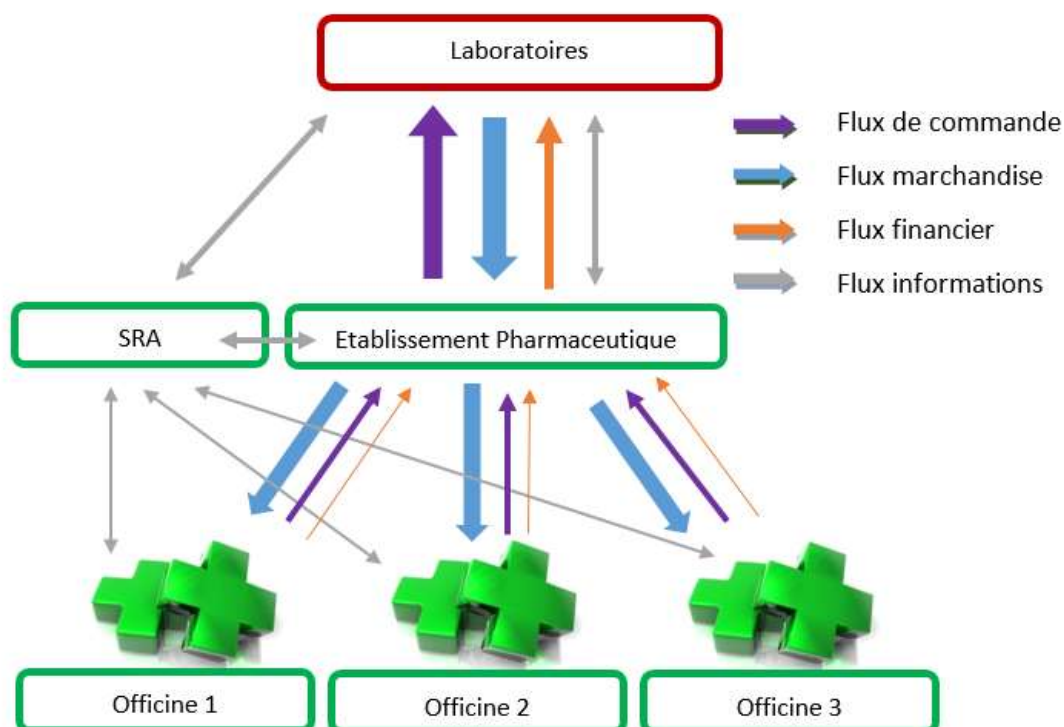 Laboratoires
Flux de commande
Flux marchandise
Flux financier
Flux informations
SRA
Etablissement Pharmaceutique
Officine 1
Officine 2
Officine 3